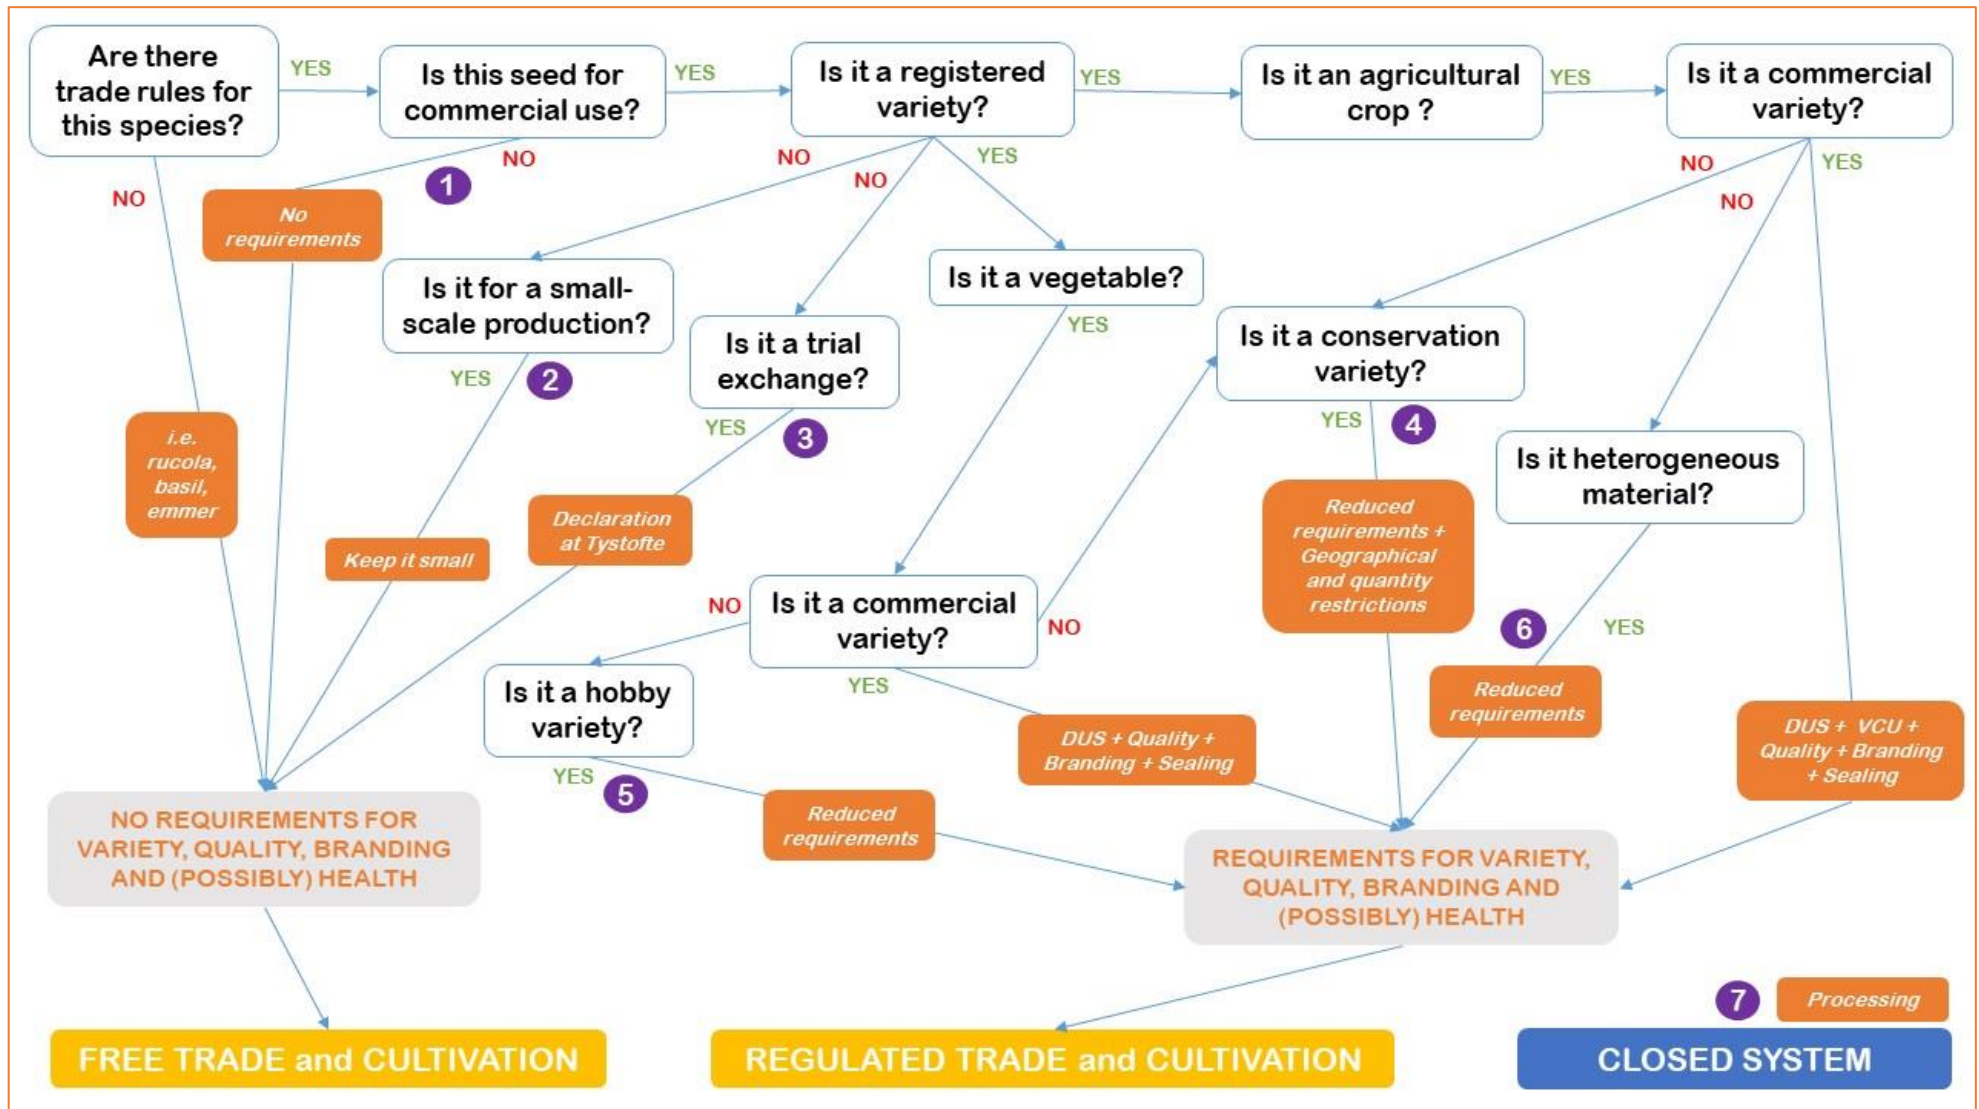 Are there
trade rules for
this species?
YES
Is this seed for
commercial use?
YES
Is it a registered
variety?
YES
Is it an agricultural
crop ?
YES
Is it a commercial
variety?
NO
NO
1
No
requirements
NO
NO
YES
NO
NO
YES
Is it for a small-
scale production?
YES
2
Is it a trial
exchange?
YES
3
Is it a vegetable?
YES
Is it a conservation
variety?
YES
4
Is it heterogeneous
material?
i.e.
rucola,
basil,
emmer
Keep it small
Declaration
at Tystofte
Reduced
requirements +
Geographical
and quantity
restrictions
NO
Is it a commercial
variety?
NO
YES
6
YES
Reduced
requirements
Is it a hobby
variety?
YES
5
DUS + Quality +
Branding + Sealing
DUS + VCU +
Quality + Branding
+ Sealing
Reduced
requirements
NO REQUIREMENTS FOR
VARIETY, QUALITY, BRANDING
AND (POSSIBLY) HEALTH
REQUIREMENTS FOR VARIETY,
QUALITY, BRANDING AND
(POSSIBLY) HEALTH
7
Processing
FREE TRADE and CULTIVATION
REGULATED TRADE and CULTIVATION
CLOSED SYSTEM